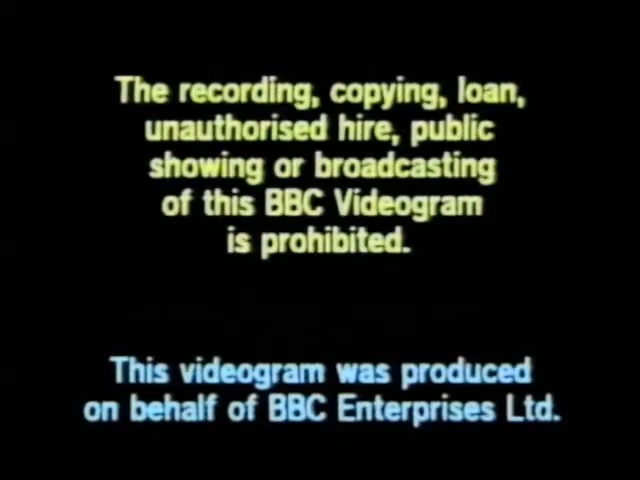 The recording, copying, loan,
unauthorised hire, public
showing or broadcasting
of this BBC Videogram
is prohibited.
This videogram was produced
on behalf of BBC Enterprises Ltd.